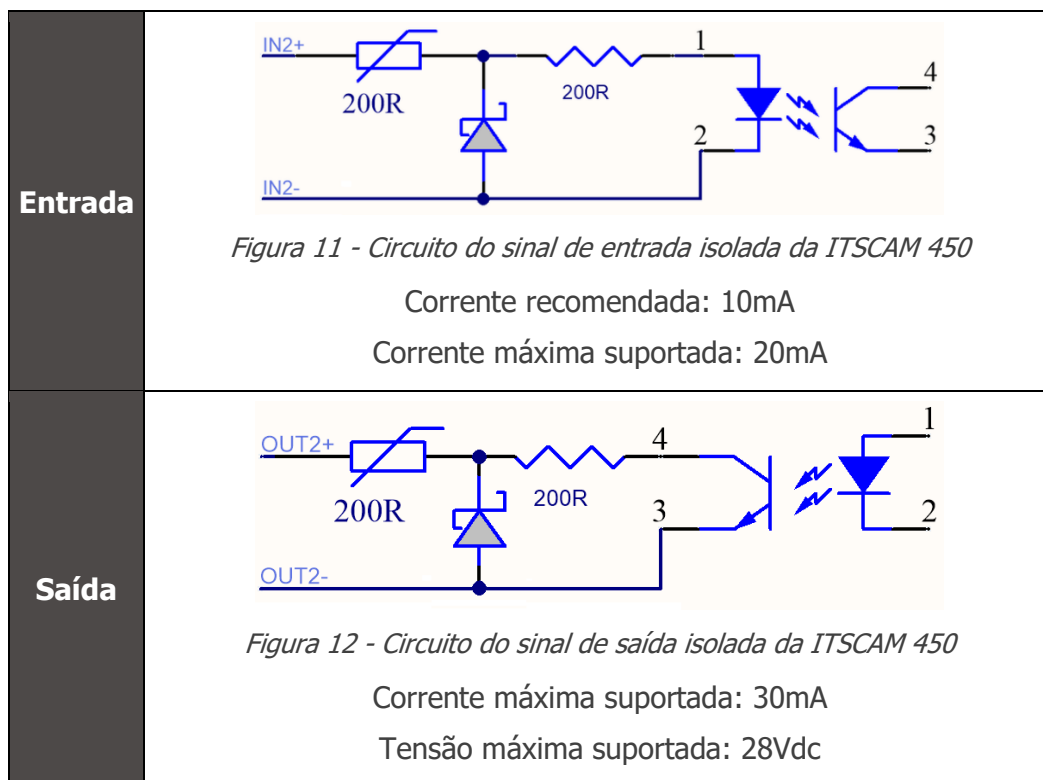 Entrada
IN2+
200R
200R
1
2
4
3
IN2-
Figura 11 - Circuito do sinal de entrada isolada da ITSCAM 450
Corrente recomendada: 10mA
Corrente máxima suportada: 20mA
Saída
OUT2+
200R
200R
4
3
1
2
OUT2-
Figura 12 - Circuito do sinal de saída isolada da ITSCAM 450
Corrente máxima suportada: 30mA
Tensão máxima suportada: 28Vdc